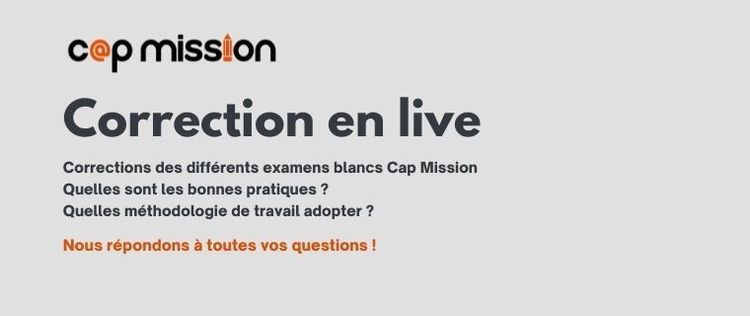 c@p mission
Correction en live
Corrections des différents examens blancs Cap Mission
Quelles sont les bonnes pratiques ?
Quelles méthodologie de travail adopter ?
Nous répondons à toutes vos questions !